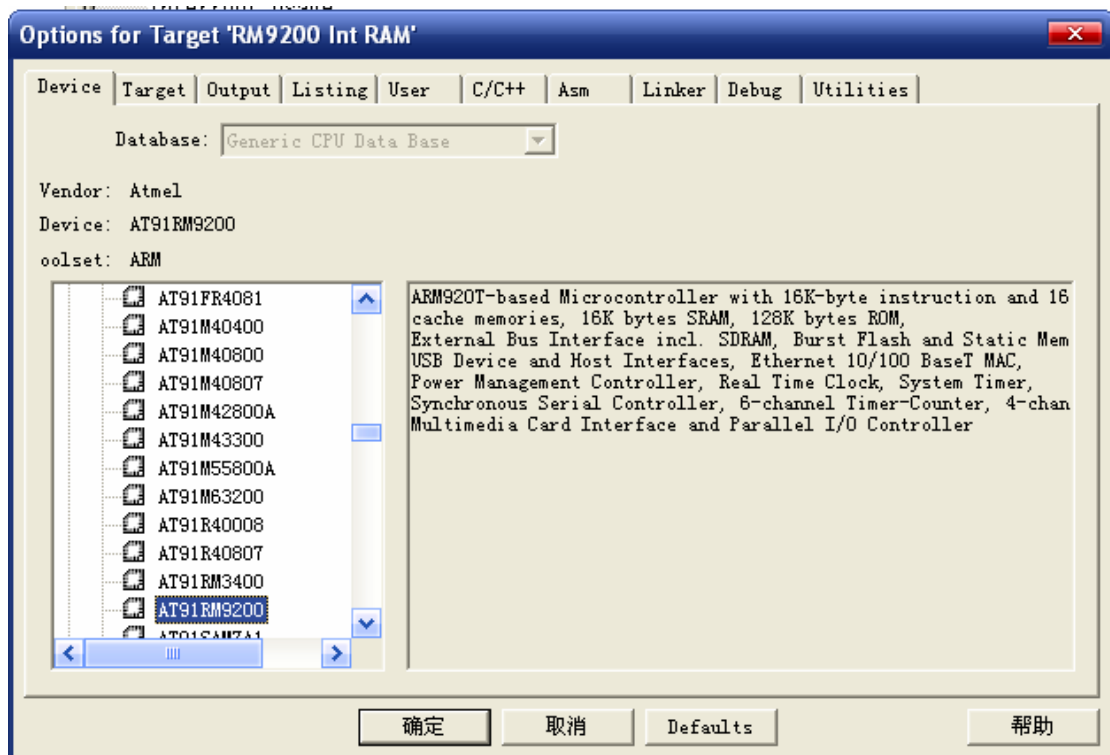 Options for Target 'RM9200 Int RAM'
Device Target Output Listing User C/C++ Asm Linker Debug Utilities
Database: Generic CPU Data Base
Vendor: Atmel
Device: AT91RM9200
oolset: ARM
AT91FR4081
AT91M40400
AT91M40800
AT91M40807
AT91M42800A
AT91M43300
AT91M55800A
AT91M63200
AT91R40008
AT91R40807
AT91RM3400
AT91RM9200
AT91SAM7A1
ARM920T-based Microcontroller with 16K-byte instruction and 16
cache memories, 16K bytes SRAM, 128K bytes ROM,
External Bus Interface incl. SDRAM, Burst Flash and Static Mem
USB Device and Host Interfaces, Ethernet 10/100 BaseT MAC,
Power Management Controller, Real Time Clock, System Timer,
Synchronous Serial Controller, 6-channel Timer-Counter, 4-chan
Multimedia Card Interface and Parallel I/O Controller
确定 取消 Defaults 帮助